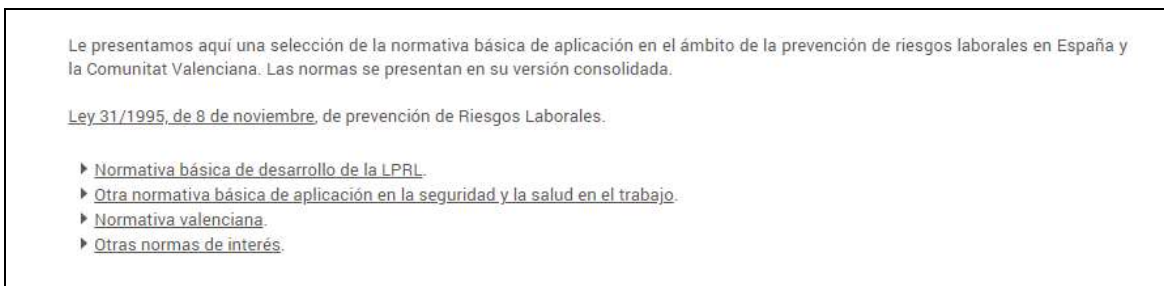 Le presentamos aquí una selección de la normativa básica de aplicación en el ámbito de la prevención de riesgos laborales en España y
la Comunitat Valenciana. Las normas se presentan en su versión consolidada.
Ley 31/1995, de 8 de noviembre, de prevención de Riesgos Laborales.
Normativa básica de desarrollo de la LPRL.
Otra normativa básica de aplicación en la seguridad y la salud en el trabajo.
Normativa valenciana.
Otras normas de interés.